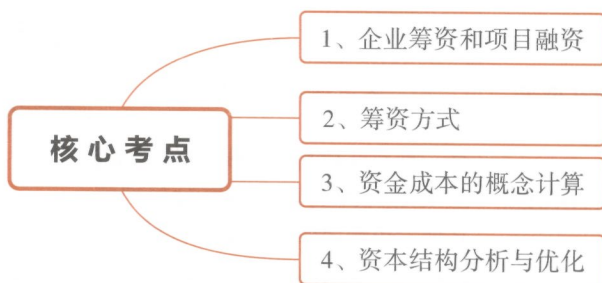 核心考点
1、企业筹资和项目融资
2、筹资方式
3、资金成本的概念计算
4、资本结构分析与优化